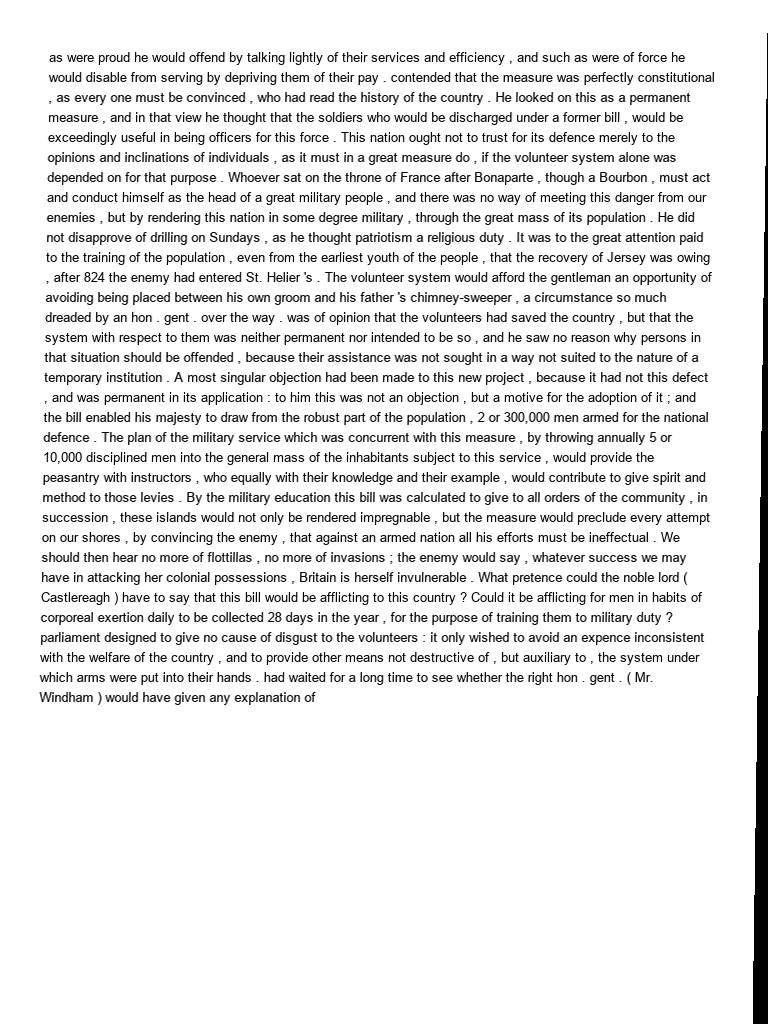 as were proud he would offend by talking lightly of their services and efficiency , and such as were of force he
would disable from serving by depriving them of their pay . contended that the measure was perfectly constitutional
, as every one must be convinced , who had read the history of the country . He looked on this as a permanent
measure , and in that view he thought that the soldiers who would be discharged under a former bill , would be
exceedingly useful in being officers for this force . This nation ought not to trust for its defence merely to the
opinions and inclinations of individuals , as it must in a great measure do , if the volunteer system alone was
depended on for that purpose . Whoever sat on the throne of France after Bonaparte , though a Bourbon , must act
and conduct himself as the head of a great military people , and there was no way of meeting this danger from our
enemies , but by rendering this nation in some degree military , through the great mass of its population . He did
not disapprove of drilling on Sundays , as he thought patriotism a religious duty . It was to the great attention paid
to the training of the population , even from the earliest youth of the people , that the recovery of Jersey was owing
, after 824 the enemy had entered St. Helier 's . The volunteer system would afford the gentleman an opportunity of
avoiding being placed between his own groom and his father 's chimney-sweeper , a circumstance so much
dreaded by an hon . gent . over the way . was of opinion that the volunteers had saved the country , but that the
system with respect to them was neither permanent nor intended to be so , and he saw no reason why persons in
that situation should be offended , because their assistance was not sought in a way not suited to the nature of a
temporary institution . A most singular objection had been made to this new project , because it had not this defect
, and was permanent in its application : to him this was not an objection , but a motive for the adoption of it ; and
the bill enabled his majesty to draw from the robust part of the population , 2 or 300,000 men armed for the national
defence . The plan of the military service which was concurrent with this measure , by throwing annually 5 or
10,000 disciplined men into the general mass of the inhabitants subject to this service , would provide the
peasantry with instructors , who equally with their knowledge and their example , would contribute to give spirit and
method to those levies . By the military education this bill was calculated to give to all orders of the community , in
succession , these islands would not only be rendered impregnable , but the measure would preclude every attempt
on our shores , by convincing the enemy , that against an armed nation all his efforts must be ineffectual . We
should then hear no more of flottillas , no more of invasions ; the enemy would say , whatever success we may
have in attacking her colonial possessions , Britain is herself invulnerable . What pretence could the noble lord (
Castlereagh ) have to say that this bill would be afflicting to this country ? Could it be afflicting for men in habits of
corporeal exertion daily to be collected 28 days in the year , for the purpose of training them to military duty ?
parliament designed to give no cause of disgust to the volunteers : it only wished to avoid an expence inconsistent
with the welfare of the country , and to provide other means not destructive of , but auxiliary to , the system under
which arms were put into their hands . had waited for a long time to see whether the right hon . gent . ( Mr.
Windham ) would have given any explanation of